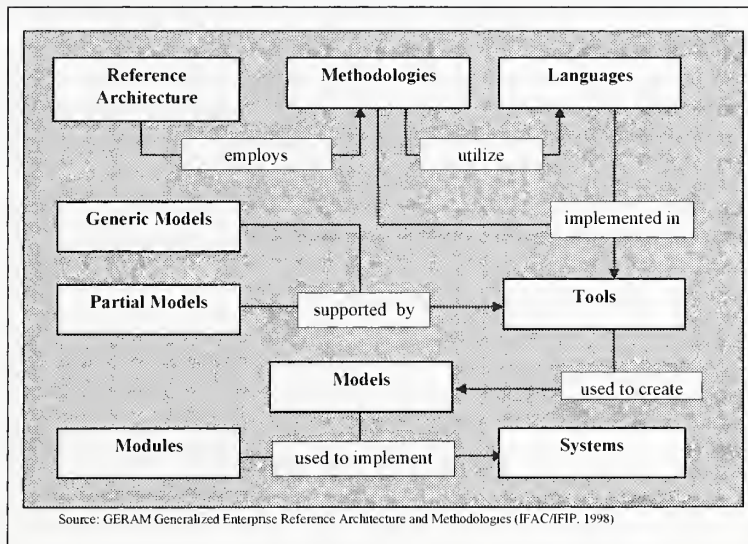 Reference
Architecture
Methodologies
Languages
employs
utilize
Generic Models
implemented in
Partial Models
supported by
Tools
Models
used to create
Modules
used to implement
Systems
Source: GERAM Generalized Enterprise Reference Architecture and Methodologies (IFAC/IFIP, 1998)